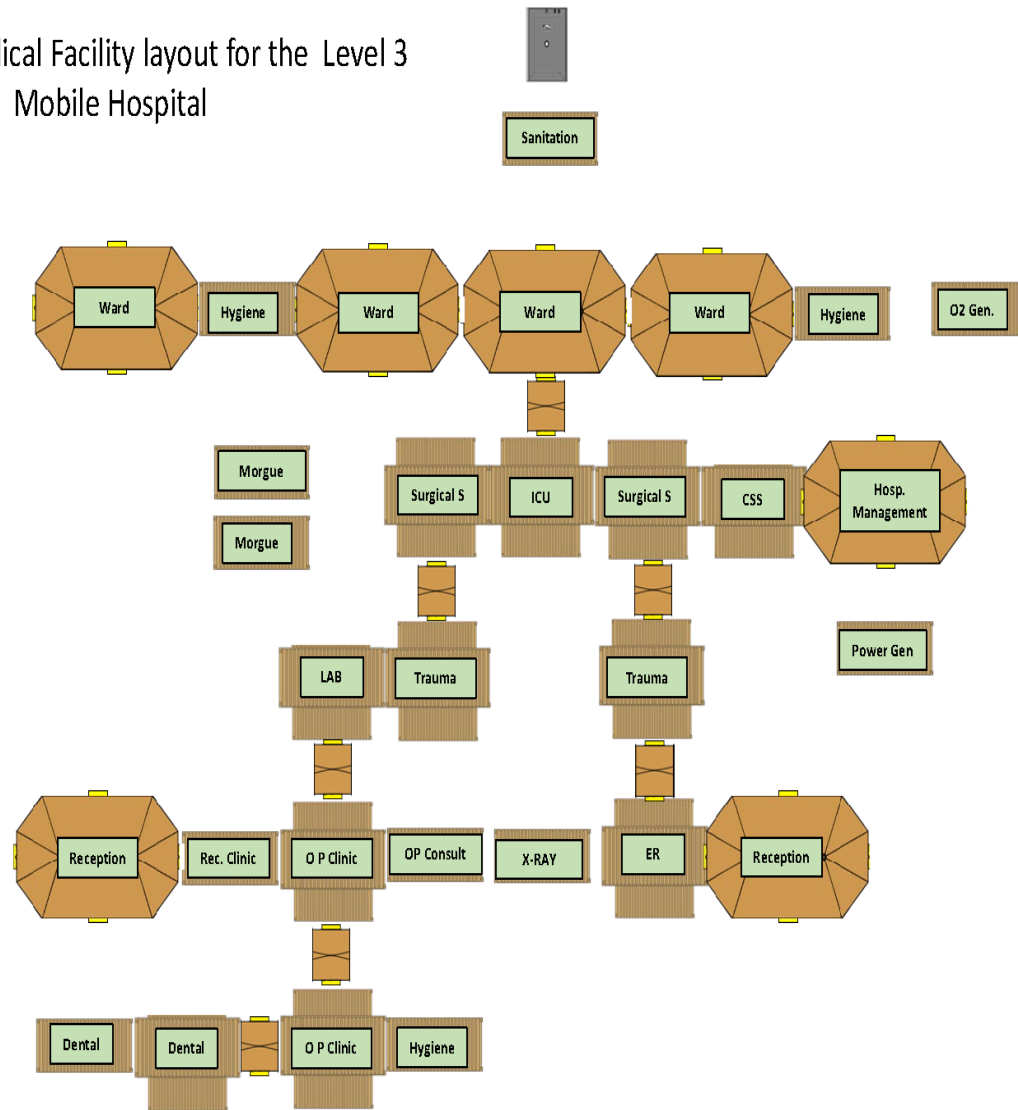 ical Facility layout for the Level 3
Mobile Hospital
Sanitation
Ward
Hygiene
Ward
Ward
Ward
Hygiene
O2 Gen.
Morgue
Surgical S
ICU
Surgical S
CSS
Hosp.
Management
Morgue
Power Gen
LAB
Trauma
Trauma
Reception
Rec. Clinic
O P Clinic
OP Consult
X-RAY
ER
Reception
Dental
Dental
O P Clinic
Hygiene